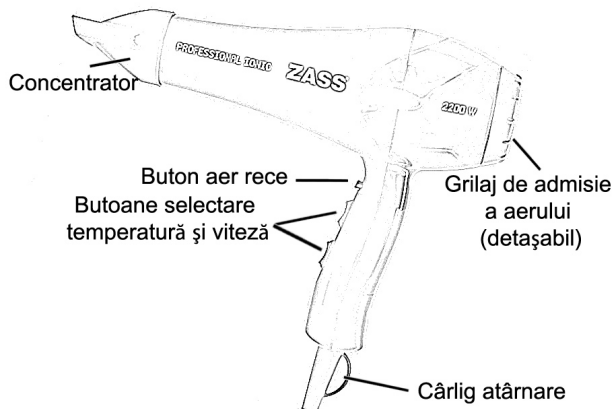 PROFESSIONAL IONIC
ZASS
2200 W
Concentrator
Buton aer rece
Butoane selectare
temperatură şi viteză
Grilaj de admisie
a aerului
(detaşabil)
Cârlig atârnare